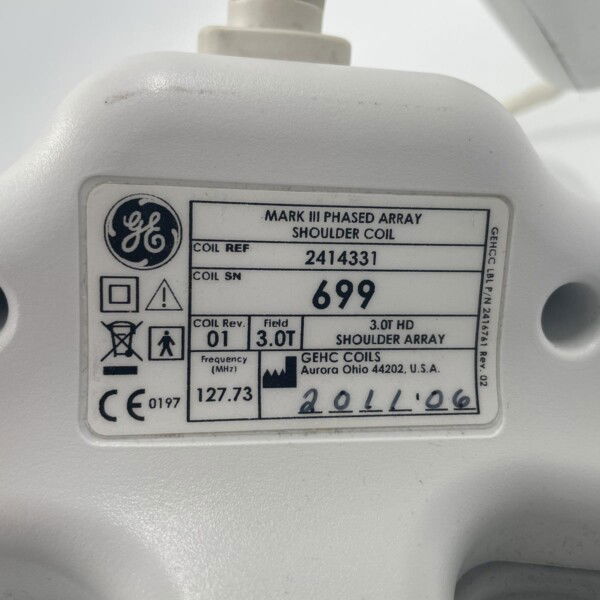 MARK III PHASED ARRAY
SHOULDER COIL
GE
COIL REF 2414331
COIL SN 699
COIL Rev. 01 Field 3.0T 3.0T HD SHOULDER ARRAY
Frequency (MHz) 127.73
GEHC COILS
Aurora Ohio 44202, U.S.A.
2011-06
CE 0197
GEHCC LBL P/N 2416761 Rev. 02